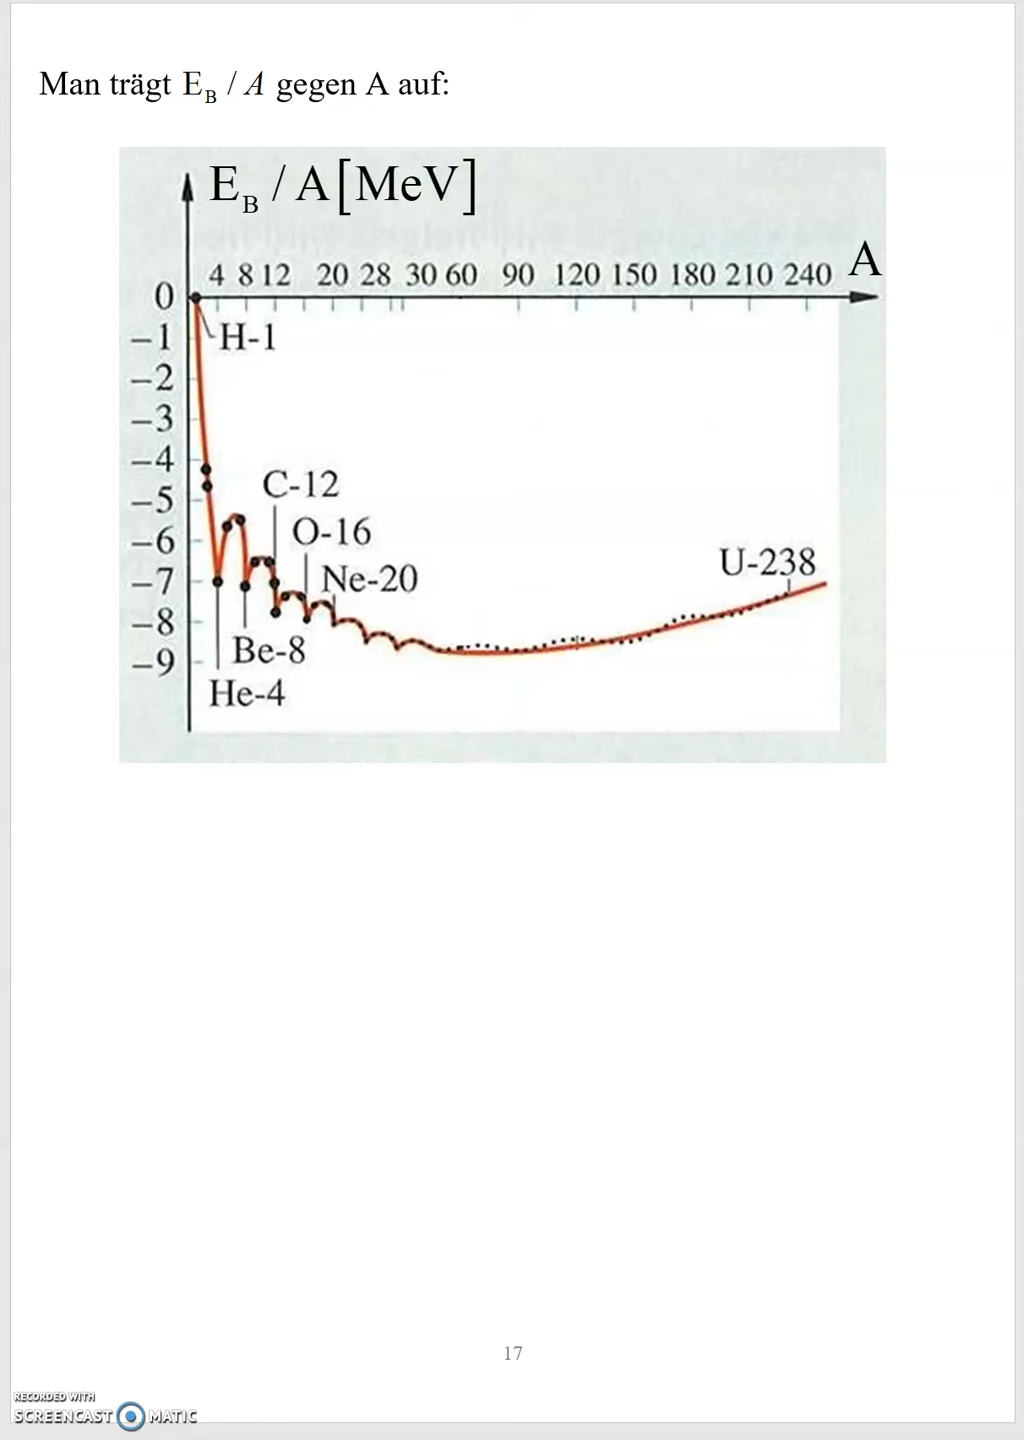 Man trägt E_B / A gegen A auf:
E_B / A [MeV]
A
4 8 12 20 28 30 60 90 120 150 180 210 240
0
−1
−2
−3
−4
−5
−6
−7
−8
−9
H-1
C-12
O-16
Ne-20
U-238
Be-8
He-4
17
RECORDED WITH
SCREENCAST MATIC